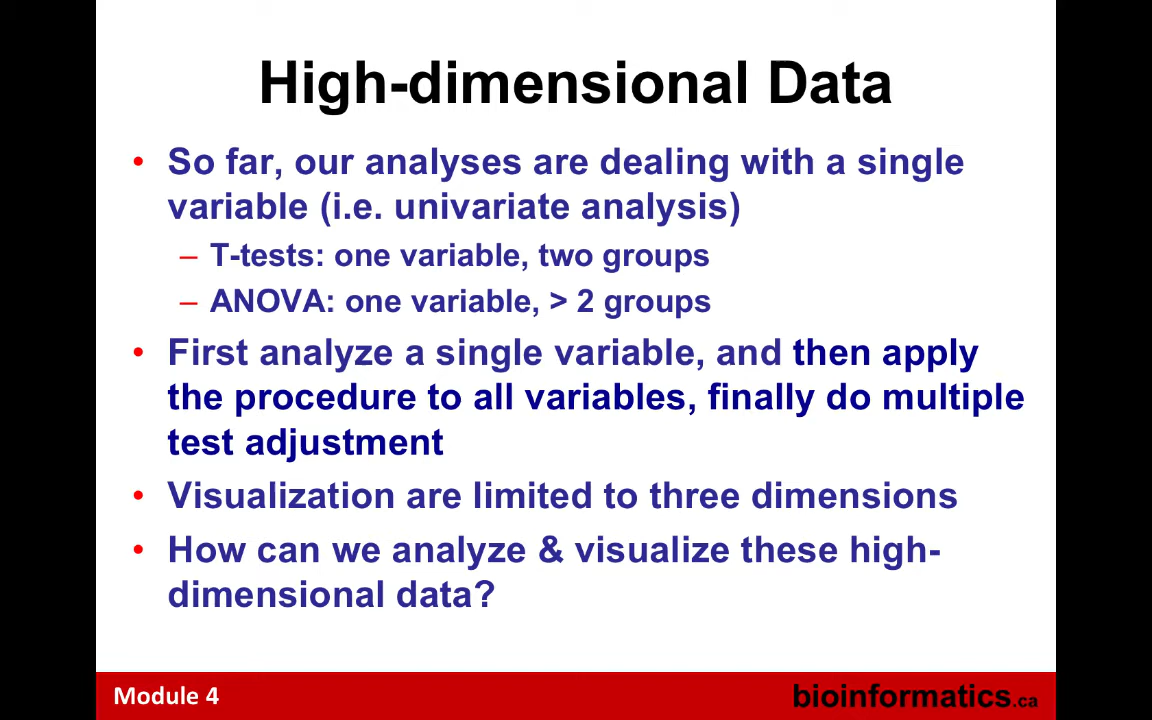 High-dimensional Data
• So far, our analyses are dealing with a single
variable (i.e. univariate analysis)
– T-tests: one variable, two groups
– ANOVA: one variable, > 2 groups
• First analyze a single variable, and then apply
the procedure to all variables, finally do multiple
test adjustment
• Visualization are limited to three dimensions
• How can we analyze & visualize these high-
dimensional data?
Module 4
bioinformatics.ca